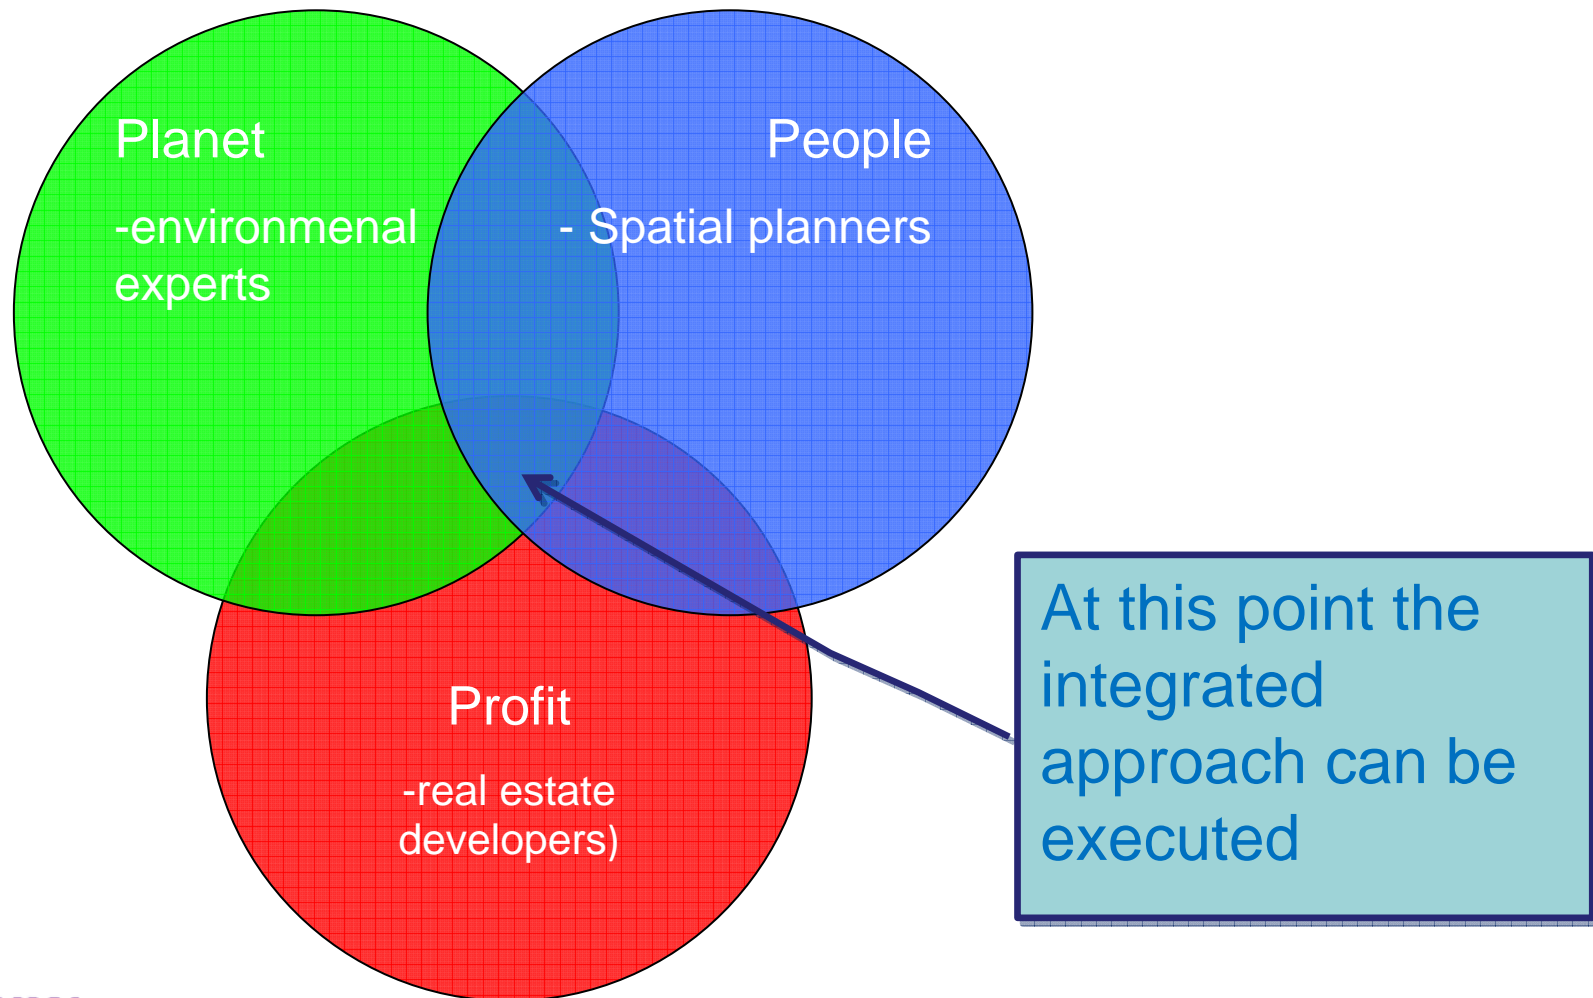 Planet
-environmenal
experts
People
- Spatial planners
Profit
-real estate
developers)
At this point the
integrated
approach can be
executed